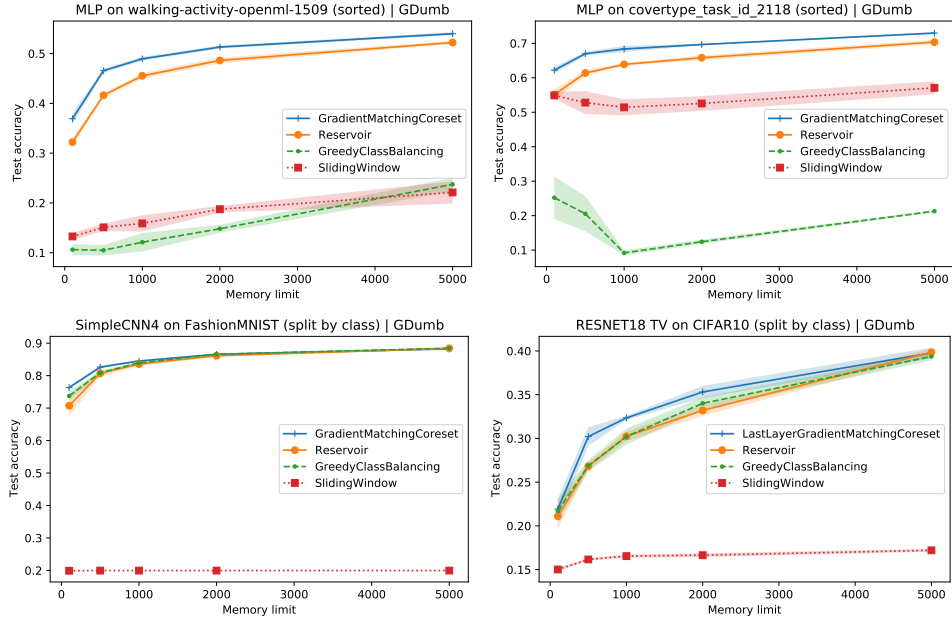 MLP on walking-activity-openml-1509 (sorted) | GDumb
Test accuracy
0.5
0.4
0.3
0.2
0.1
0
1000
2000
3000
4000
5000
Memory limit
GradientMatchingCoreset
Reservoir
GreedyClassBalancing
SlidingWindow
MLP on covertype_task_id_2118 (sorted) | GDumb
Test accuracy
0.7
0.6
0.5
0.4
0.3
0.2
0.1
0
1000
2000
3000
4000
5000
Memory limit
GradientMatchingCoreset
Reservoir
GreedyClassBalancing
SlidingWindow
SimpleCNN4 on FashionMNIST (split by class) | GDumb
Test accuracy
0.9
0.8
0.7
0.6
0.5
0.4
0.3
0.2
0
1000
2000
3000
4000
5000
Memory limit
GradientMatchingCoreset
Reservoir
GreedyClassBalancing
SlidingWindow
RESNET18 TV on CIFAR10 (split by class) | GDumb
Test accuracy
0.40
0.35
0.30
0.25
0.20
0.15
0
1000
2000
3000
4000
5000
Memory limit
LastLayerGradientMatchingCoreset
Reservoir
GreedyClassBalancing
SlidingWindow